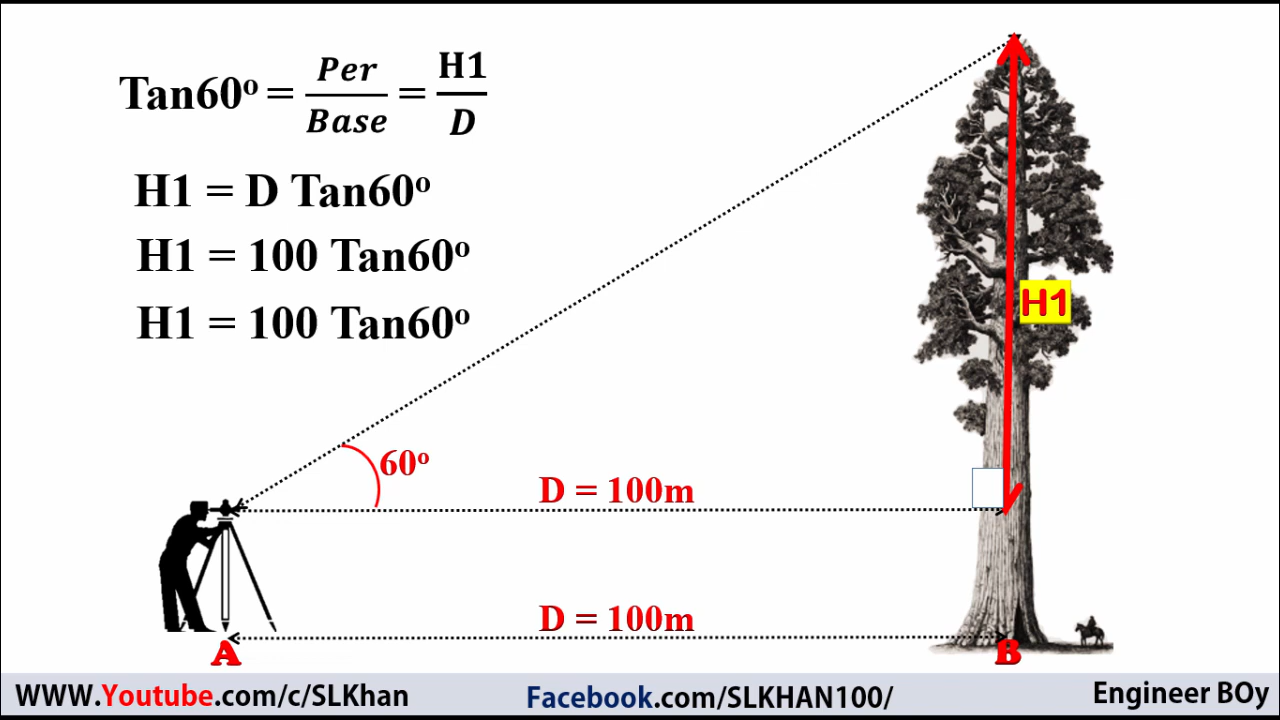 Tan60º = Per/Base = H1/D
H1 = D Tan60º
H1 = 100 Tan60º
H1 = 100 Tan60º
H1
60º
D = 100m
D = 100m
A B
WWW.Youtube.com/c/SLKhan Facebook.com/SLKHAN100/ Engineer BOy